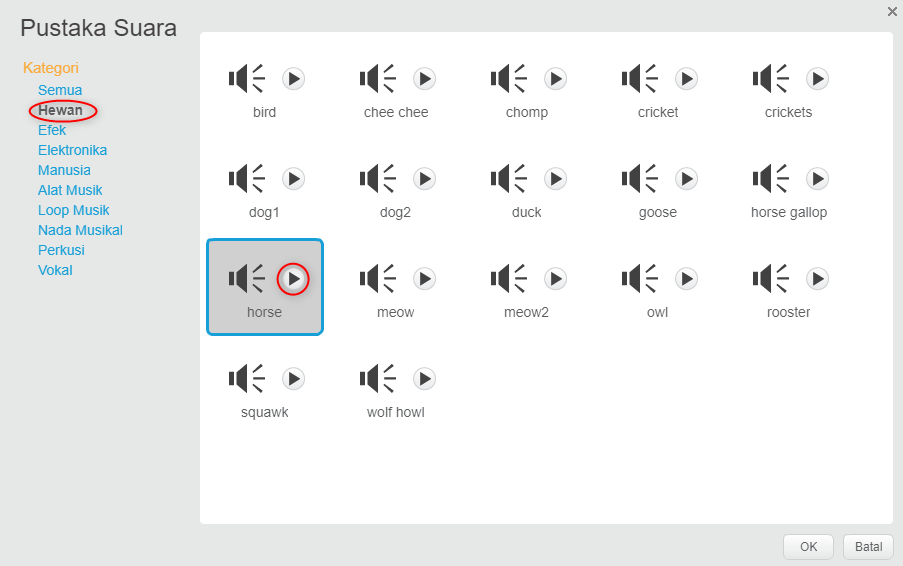 Pustaka Suara
Kategori
Semua
Hewan
Efek
Elektronika
Manusia
Alat Musik
Loop Musik
Nada Musikal
Perkusi
Vokal
bird
chee chee
chomp
cricket
crickets
dog1
dog2
duck
goose
horse gallop
horse
meow
meow2
owl
rooster
squawk
wolf howl
OK
Batal